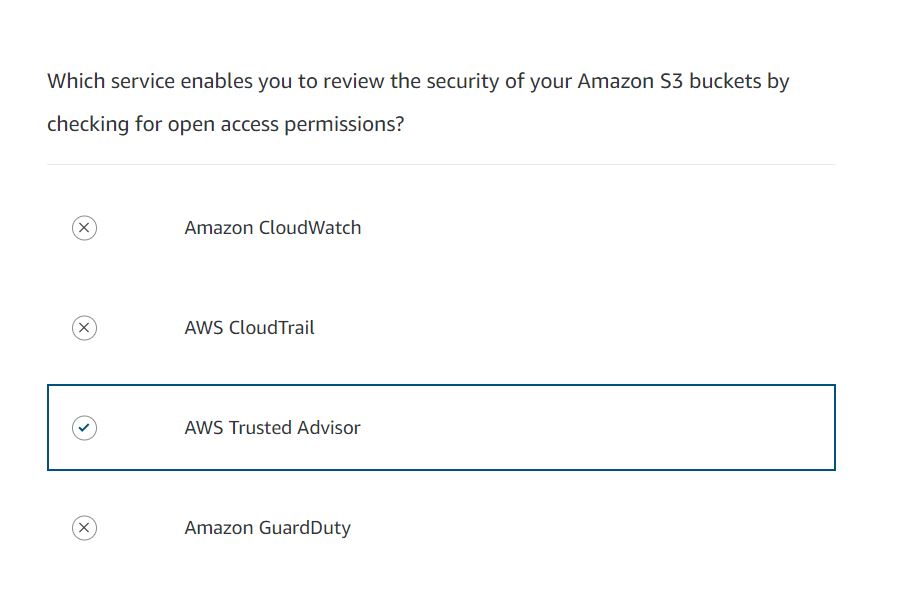 Which service enables you to review the security of your Amazon S3 buckets by
checking for open access permissions?
Amazon CloudWatch
AWS CloudTrail
AWS Trusted Advisor
Amazon GuardDuty